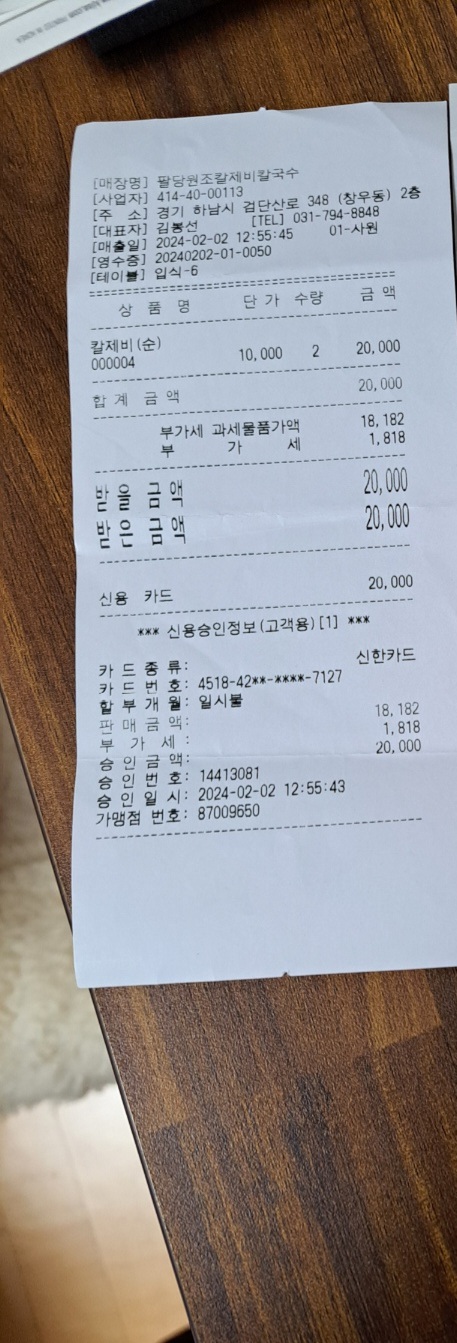 [매장명] 팔당원조칼제비칼국수
[사업자] 414-40-00113
[주 소] 경기 하남시 검단산로 348 (창우동) 2층
[대표자] 김봉선 [TEL] 031-794-8848
[매출일] 2024-02-02 12:55:45 01-사원
[영수증] 20240202-01-0050
[테이블] 입식-6
상 품 명 단 가 수량 금 액
칼제비(순)
000004 10,000 2 20,000
합 계 금 액 20,000
부가세 과세물품가액 18,182
부 가 세 1,818
받 을 금 액 20,000
받 은 금 액 20,000
신용 카드 20,000
*** 신용승인정보(고객용)[1] ***
카 드 종 류: 신한카드
카 드 번 호: 4518-42**-****-7127
할 부 개 월: 일시불
판 매 금 액: 18,182
부 가 세 : 1,818
승 인 금 액: 20,000
승 인 번 호: 14413081
승 인 일 시: 2024-02-02 12:55:43
가맹점 번호: 87009650